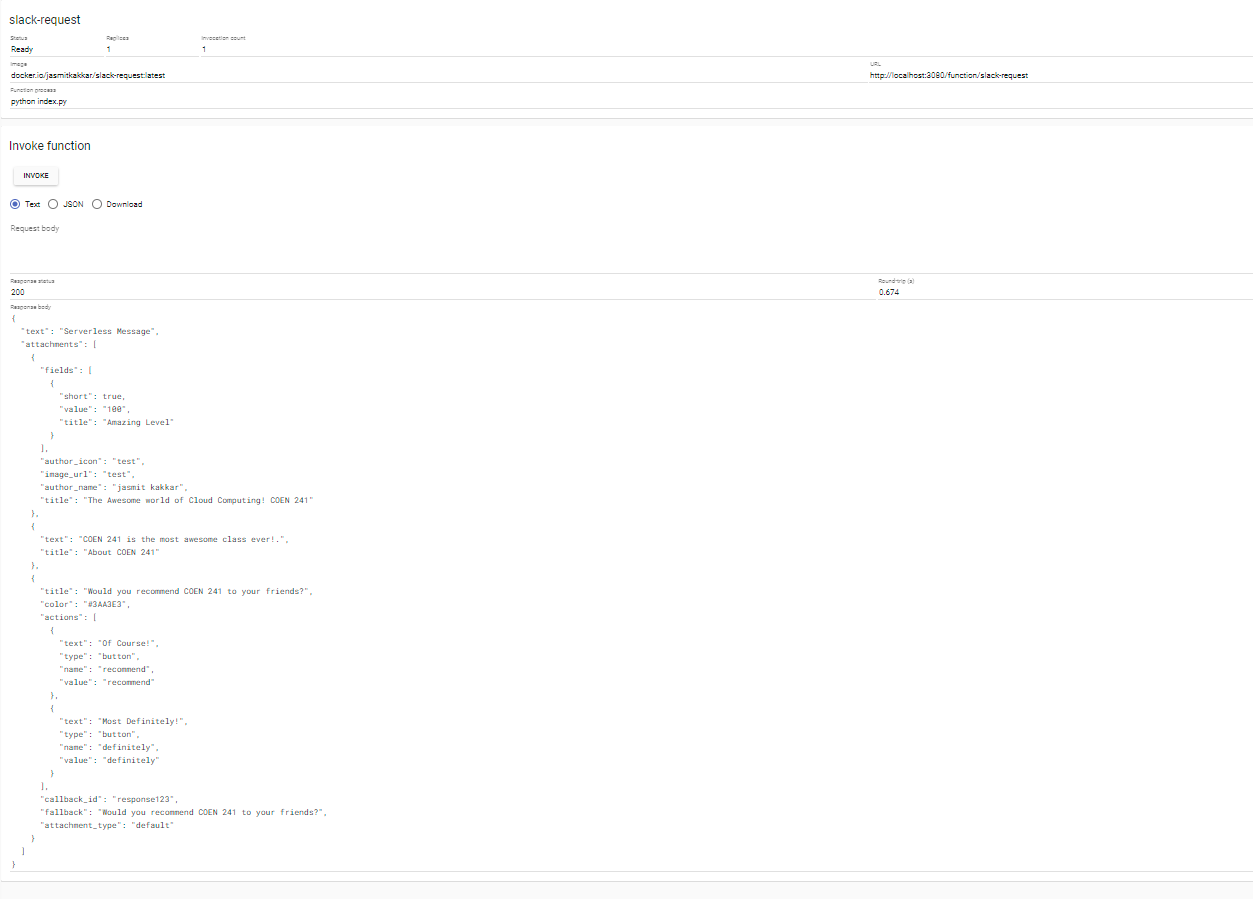 slack-request
Status Replicas Invocation count
Ready 1 1
Image URL
docker.io/jasmitkakkar/slack-request:latest http://localhost:3080/function/slack-request
Function process
python index.py
Invoke function
INVOKE
Text JSON Download
Request body
Response status Round-trip (s)
200 0.674
Response body
{
"text": "Serverless Message",
"attachments": [
{
"fields": [
{
"short": true,
"value": "100",
"title": "Amazing Level"
}
],
"author_icon": "test",
"image_url": "test",
"author_name": "jasmit kakkar",
"title": "The Awesome world of Cloud Computing! COEN 241"
},
{
"text": "COEN 241 is the most awesome class ever!.",
"title": "About COEN 241"
},
{
"title": "Would you recommend COEN 241 to your friends?",
"color": "#3AA3E3",
"actions": [
{
"text": "Of Course!",
"type": "button",
"name": "recommend",
"value": "recommend"
},
{
"text": "Most Definitely!",
"type": "button",
"name": "definitely",
"value": "definitely"
}
],
"callback_id": "response123",
"fallback": "Would you recommend COEN 241 to your friends?",
"attachment_type": "default"
}
]
}